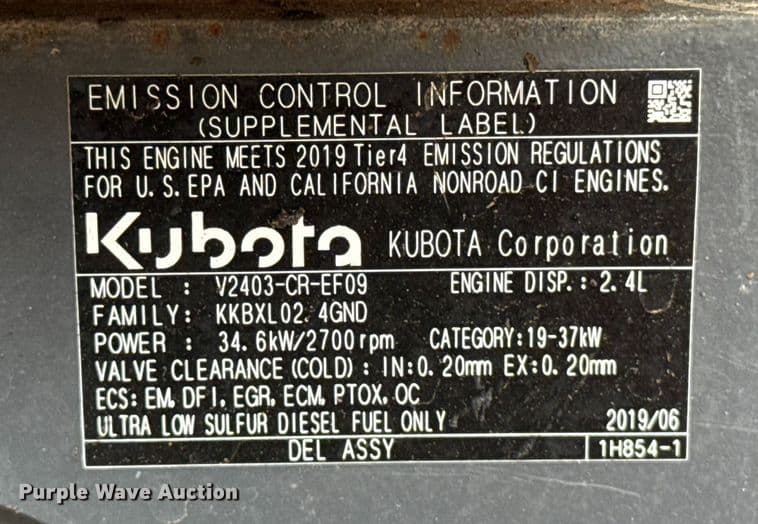 EMISSION CONTROL INFORMATION
(SUPPLEMENTAL LABEL)
THIS ENGINE MEETS 2019 Tier4 EMISSION REGULATIONS
FOR U.S. EPA AND CALIFORNIA NONROAD CI ENGINES.
Kubota KUBOTA Corporation
MODEL : V2403-CR-EF09 ENGINE DISP.: 2.4L
FAMILY: KKBXL02.4GND
POWER : 34.6kW/2700rpm CATEGORY:19-37kW
VALVE CLEARANCE (COLD) : IN:0.20mm EX:0.20mm
ECS: EM, DFI, EGR, ECM, PTOX, OC
ULTRA LOW SULFUR DIESEL FUEL ONLY 2019/06
DEL ASSY 1H854-1
Purple Wave Auction